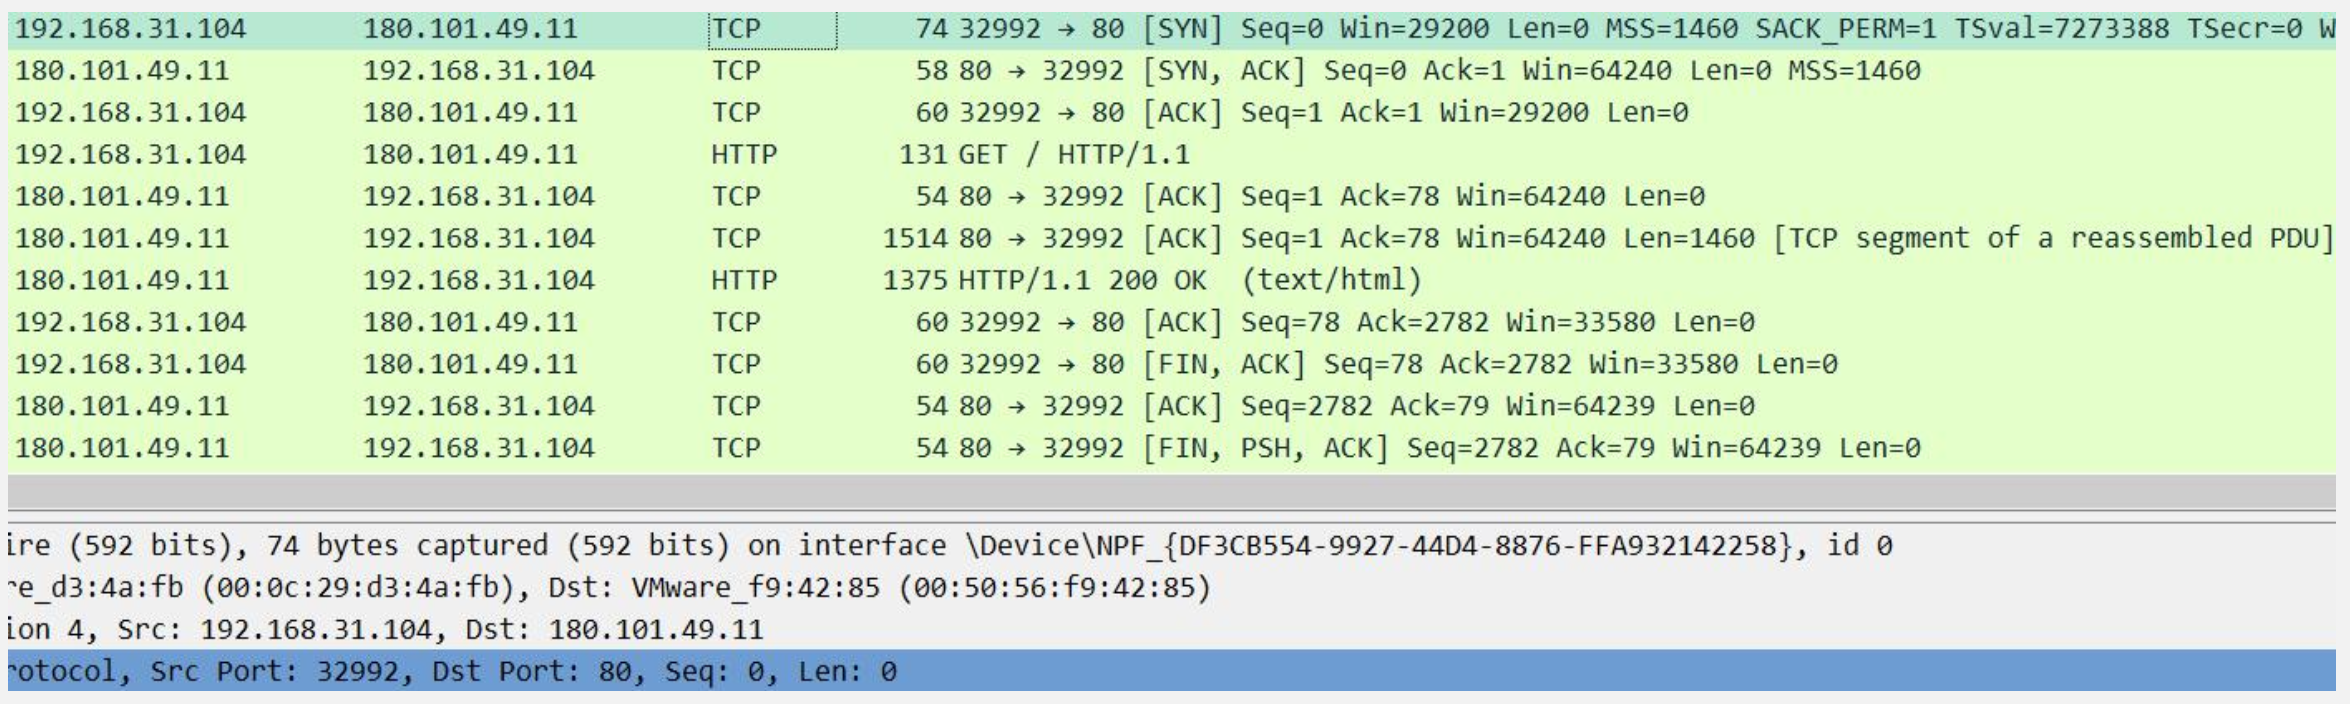 192.168.31.104 180.101.49.11 TCP 74 32992 → 80 [SYN] Seq=0 Win=29200 Len=0 MSS=1460 SACK_PERM=1 TSval=7273388 TSecr=0 W
180.101.49.11 192.168.31.104 TCP 58 80 → 32992 [SYN, ACK] Seq=0 Ack=1 Win=64240 Len=0 MSS=1460
192.168.31.104 180.101.49.11 TCP 60 32992 → 80 [ACK] Seq=1 Ack=1 Win=29200 Len=0
192.168.31.104 180.101.49.11 HTTP 131 GET / HTTP/1.1
180.101.49.11 192.168.31.104 TCP 54 80 → 32992 [ACK] Seq=1 Ack=78 Win=64240 Len=0
180.101.49.11 192.168.31.104 TCP 1514 80 → 32992 [ACK] Seq=1 Ack=78 Win=64240 Len=1460 [TCP segment of a reassembled PDU]
180.101.49.11 192.168.31.104 HTTP 1375 HTTP/1.1 200 OK (text/html)
192.168.31.104 180.101.49.11 TCP 60 32992 → 80 [ACK] Seq=78 Ack=2782 Win=33580 Len=0
192.168.31.104 180.101.49.11 TCP 60 32992 → 80 [FIN, ACK] Seq=78 Ack=2782 Win=33580 Len=0
180.101.49.11 192.168.31.104 TCP 54 80 → 32992 [ACK] Seq=2782 Ack=79 Win=64239 Len=0
180.101.49.11 192.168.31.104 TCP 54 80 → 32992 [FIN, PSH, ACK] Seq=2782 Ack=79 Win=64239 Len=0
ire (592 bits), 74 bytes captured (592 bits) on interface \Device\NPF_{DF3CB554-9927-44D4-8876-FFA932142258}, id 0
re_d3:4a:fb (00:0c:29:d3:4a:fb), Dst: VMware_f9:42:85 (00:50:56:f9:42:85)
ion 4, Src: 192.168.31.104, Dst: 180.101.49.11
rotocol, Src Port: 32992, Dst Port: 80, Seq: 0, Len: 0